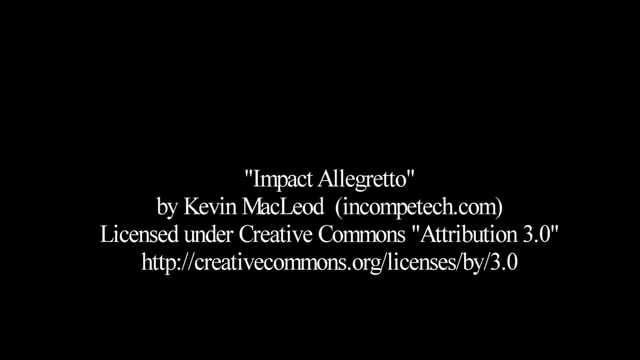 "Impact Allegretto"
by Kevin MacLeod  (incompetech.com)
Licensed under Creative Commons "Attribution 3.0"
http://creativecommons.org/licenses/by/3.0